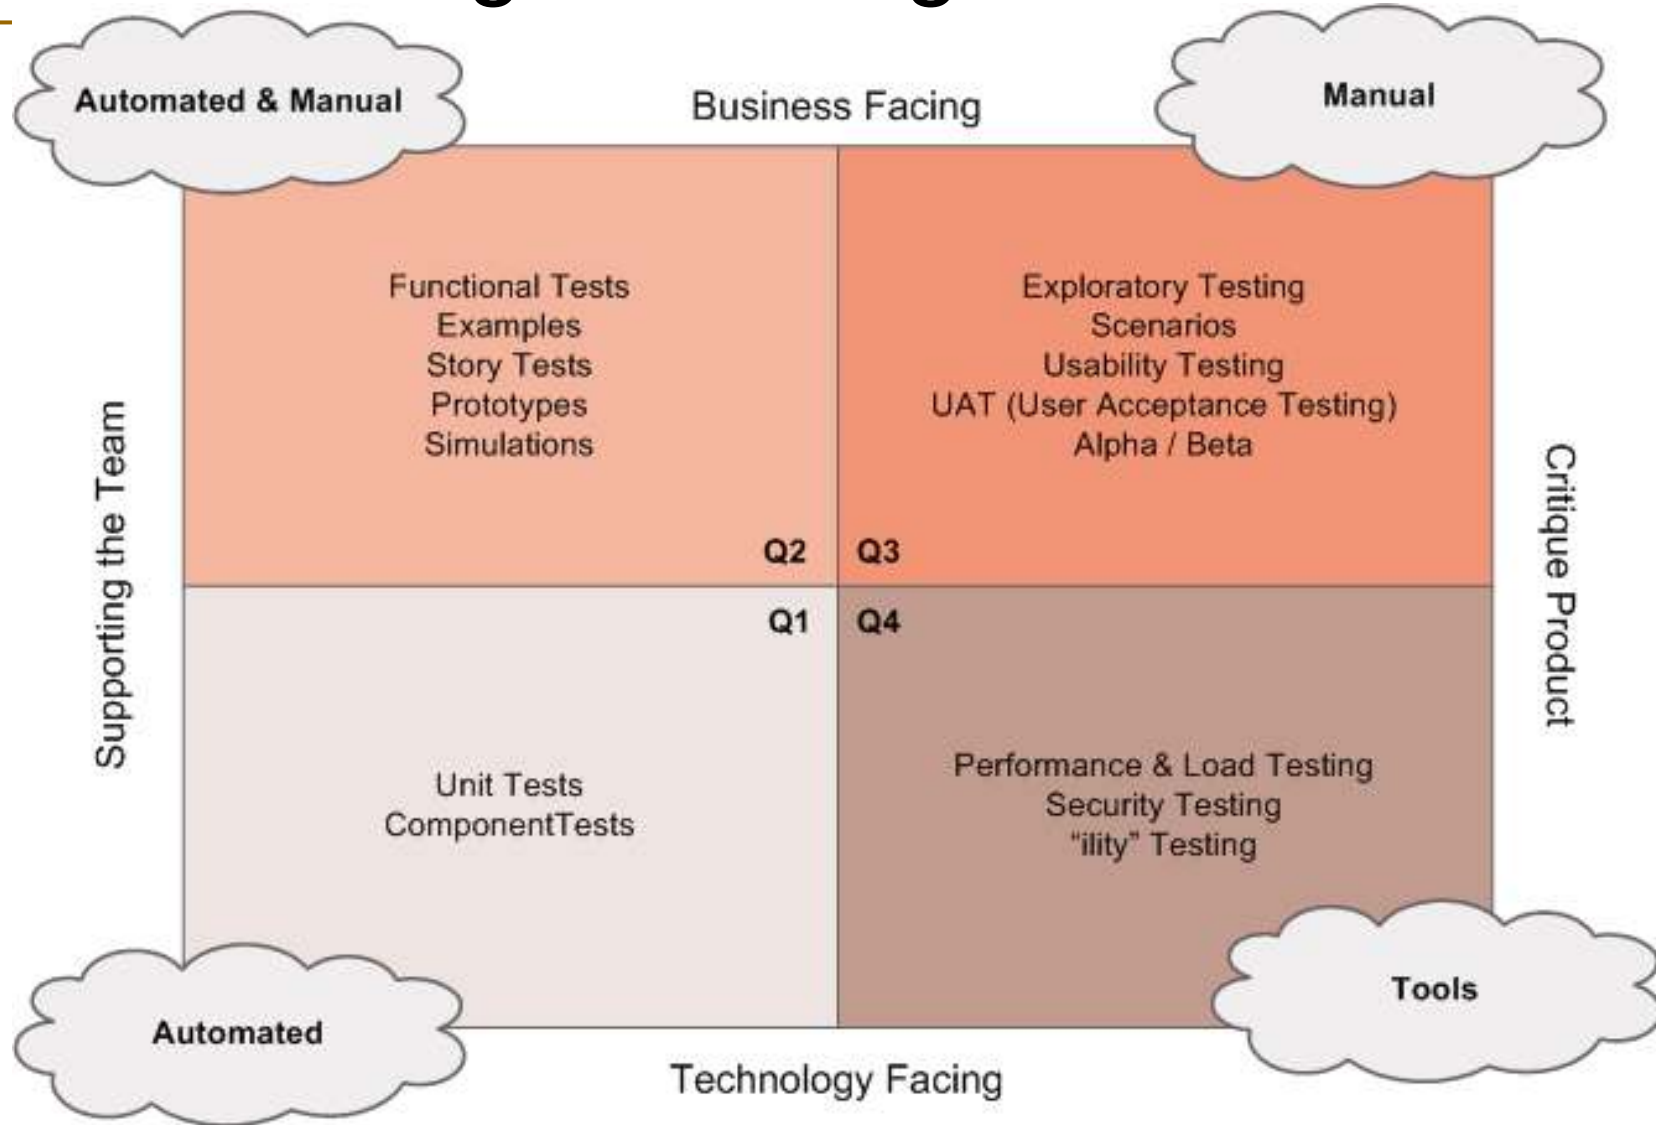 Automated & Manual
Business Facing
Manual
Functional Tests
Examples
Story Tests
Prototypes
Simulations
Exploratory Testing
Scenarios
Usability Testing
UAT (User Acceptance Testing)
Alpha / Beta
Supporting the Team
Critique Product
Q2
Q3
Q1
Q4
Unit Tests
ComponentTests
Performance & Load Testing
Security Testing
“ility” Testing
Automated
Tools
Technology Facing